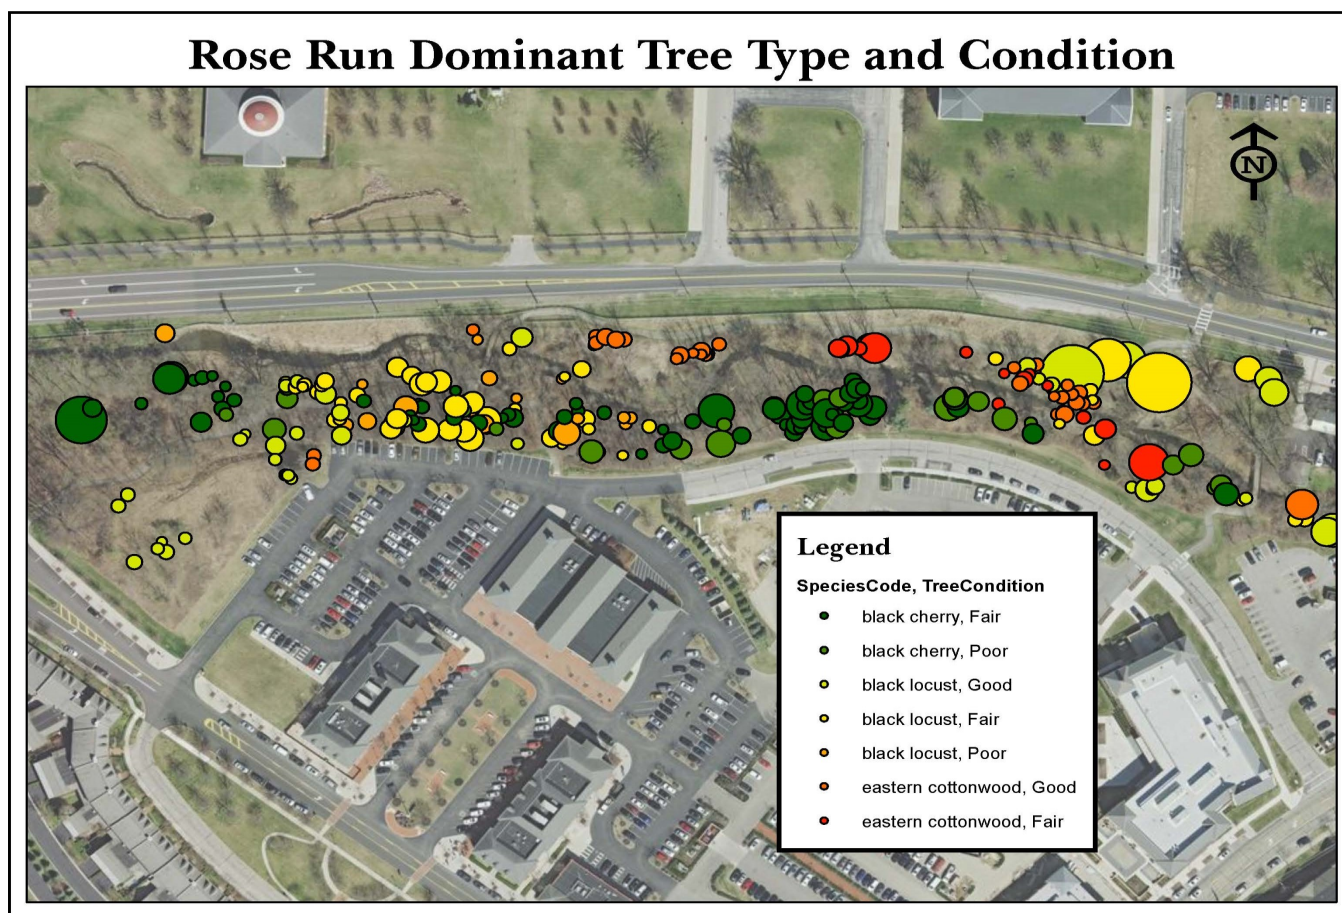 Rose Run Dominant Tree Type and Condition
N
Legend
SpeciesCode, TreeCondition
black cherry, Fair
black cherry, Poor
black locust, Good
black locust, Fair
black locust, Poor
eastern cottonwood, Good
eastern cottonwood, Fair